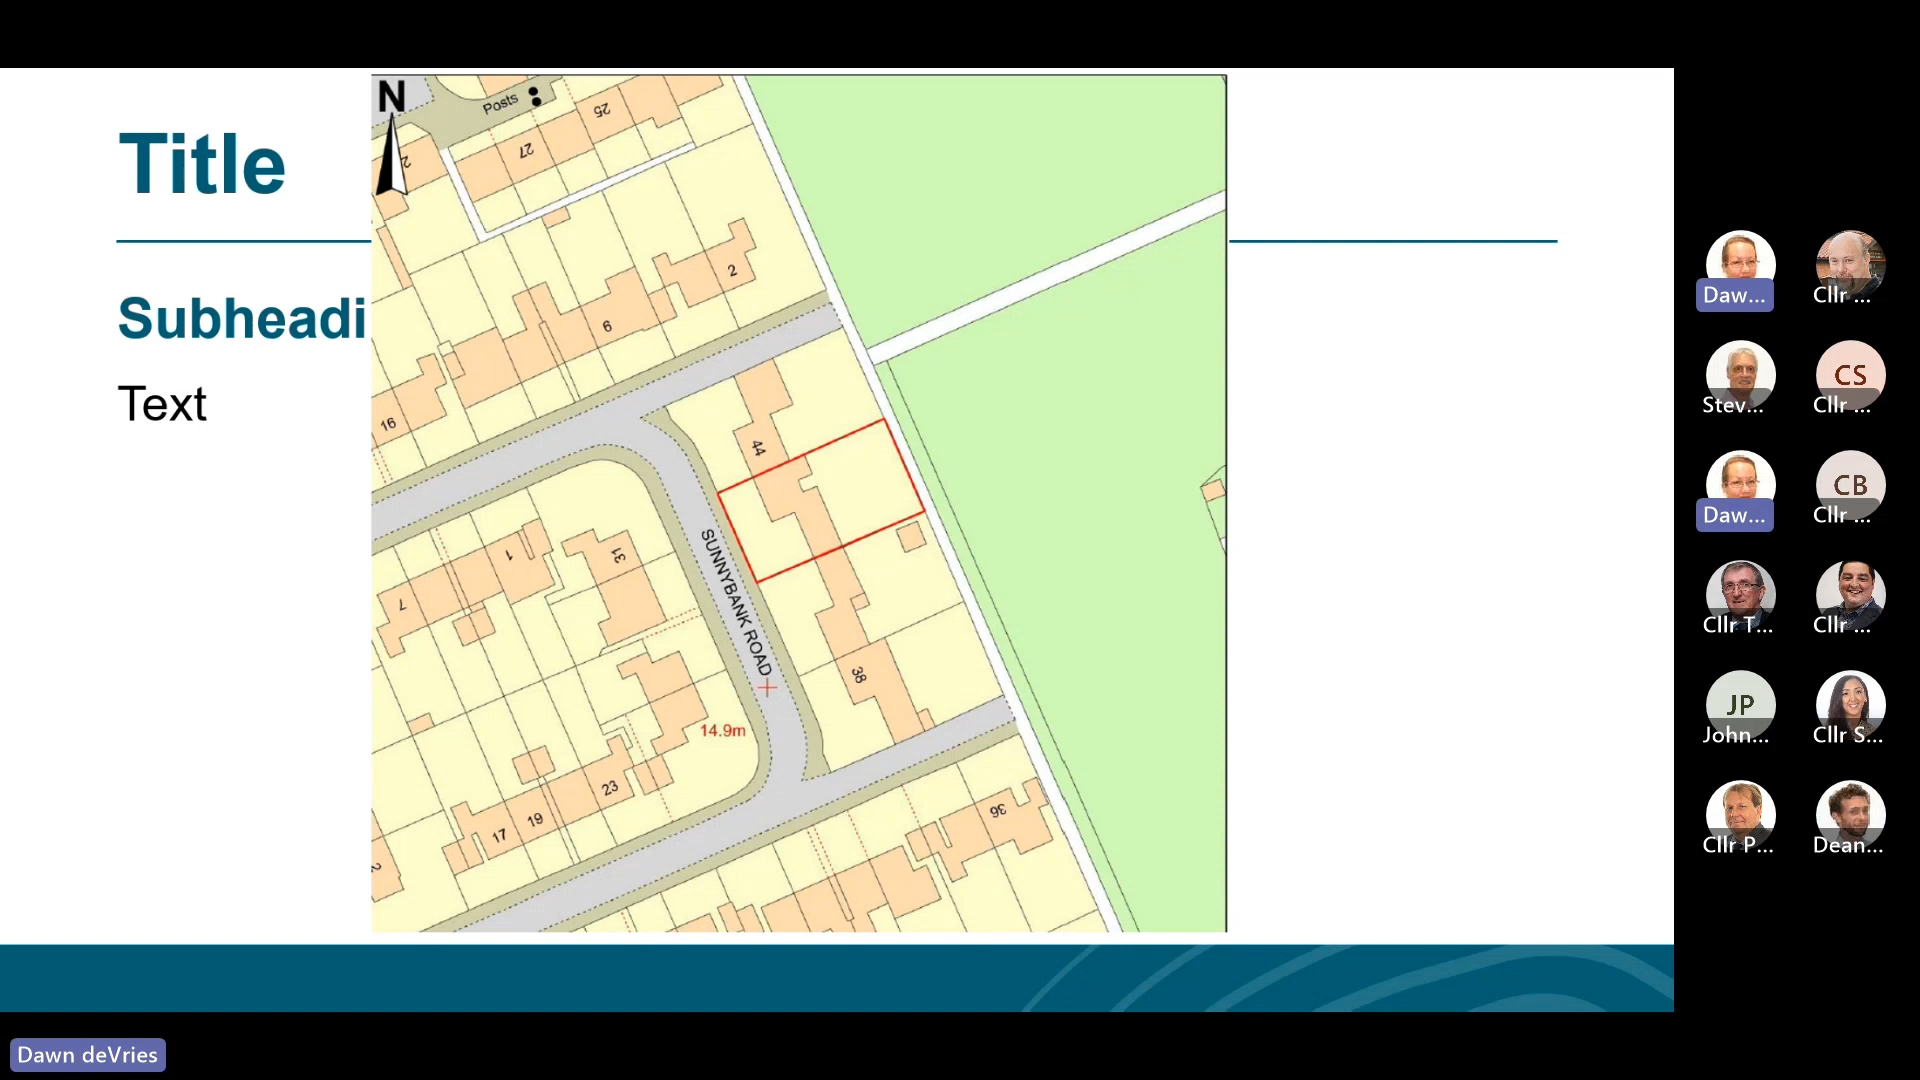 Title
Subheadi
Text
N
Posts
25
27
2
2
6
16
44
SUNNYBANK ROAD
1
31
7
38
14.9m
23
19
17
36
2
Daw...
Cllr ...
Stev...
CS
Cllr ...
Daw...
CB
Cllr ...
Cllr T...
Cllr ...
JP
John...
Cllr S...
Cllr P...
Dean...
Dawn deVries